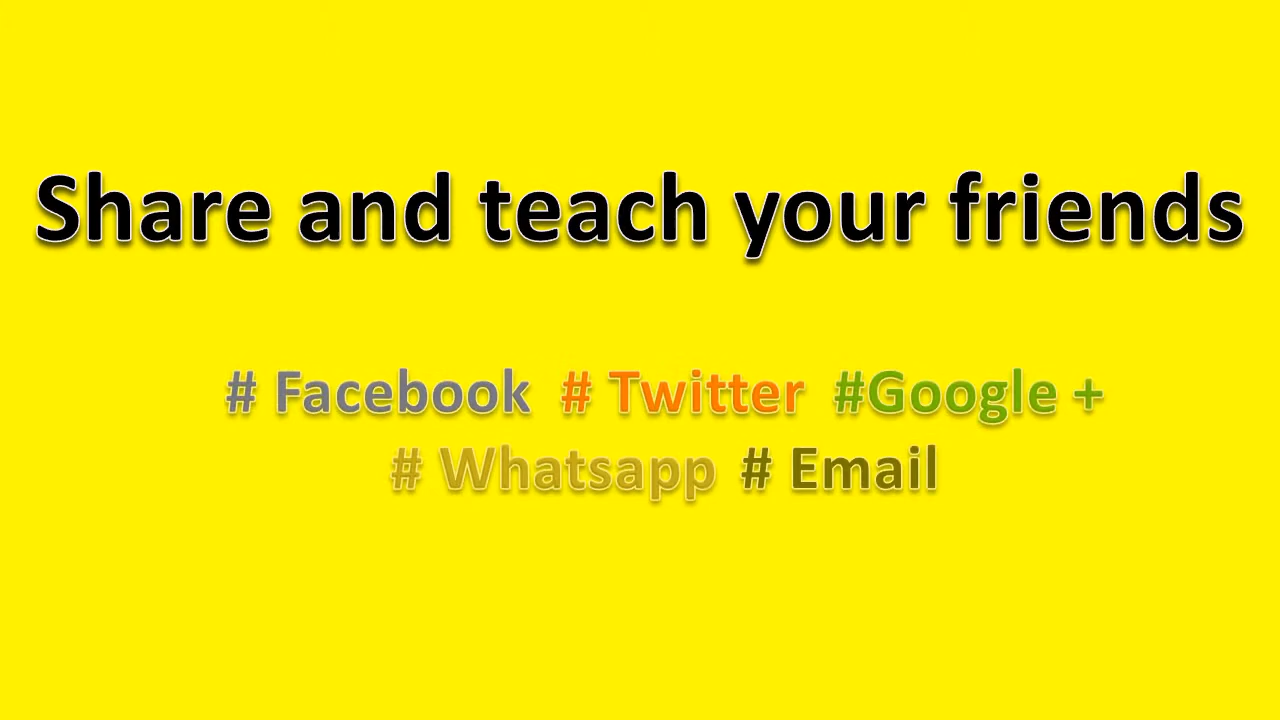 Share and teach your friends
# Facebook # Twitter #Google +
# Whatsapp # Email